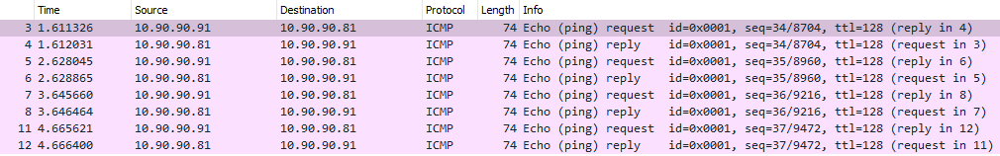 Time Source Destination Protocol Length Info
3 1.611326 10.90.90.91 10.90.90.81 ICMP 74 Echo (ping) request id=0x0001, seq=34/8704, ttl=128 (reply in 4)
4 1.612031 10.90.90.81 10.90.90.91 ICMP 74 Echo (ping) reply id=0x0001, seq=34/8704, ttl=128 (request in 3)
5 2.628045 10.90.90.91 10.90.90.81 ICMP 74 Echo (ping) request id=0x0001, seq=35/8960, ttl=128 (reply in 6)
6 2.628865 10.90.90.81 10.90.90.91 ICMP 74 Echo (ping) reply id=0x0001, seq=35/8960, ttl=128 (request in 5)
7 3.645660 10.90.90.91 10.90.90.81 ICMP 74 Echo (ping) request id=0x0001, seq=36/9216, ttl=128 (reply in 8)
8 3.646464 10.90.90.81 10.90.90.91 ICMP 74 Echo (ping) reply id=0x0001, seq=36/9216, ttl=128 (request in 7)
11 4.665621 10.90.90.91 10.90.90.81 ICMP 74 Echo (ping) request id=0x0001, seq=37/9472, ttl=128 (reply in 12)
12 4.666400 10.90.90.81 10.90.90.91 ICMP 74 Echo (ping) reply id=0x0001, seq=37/9472, ttl=128 (request in 11)